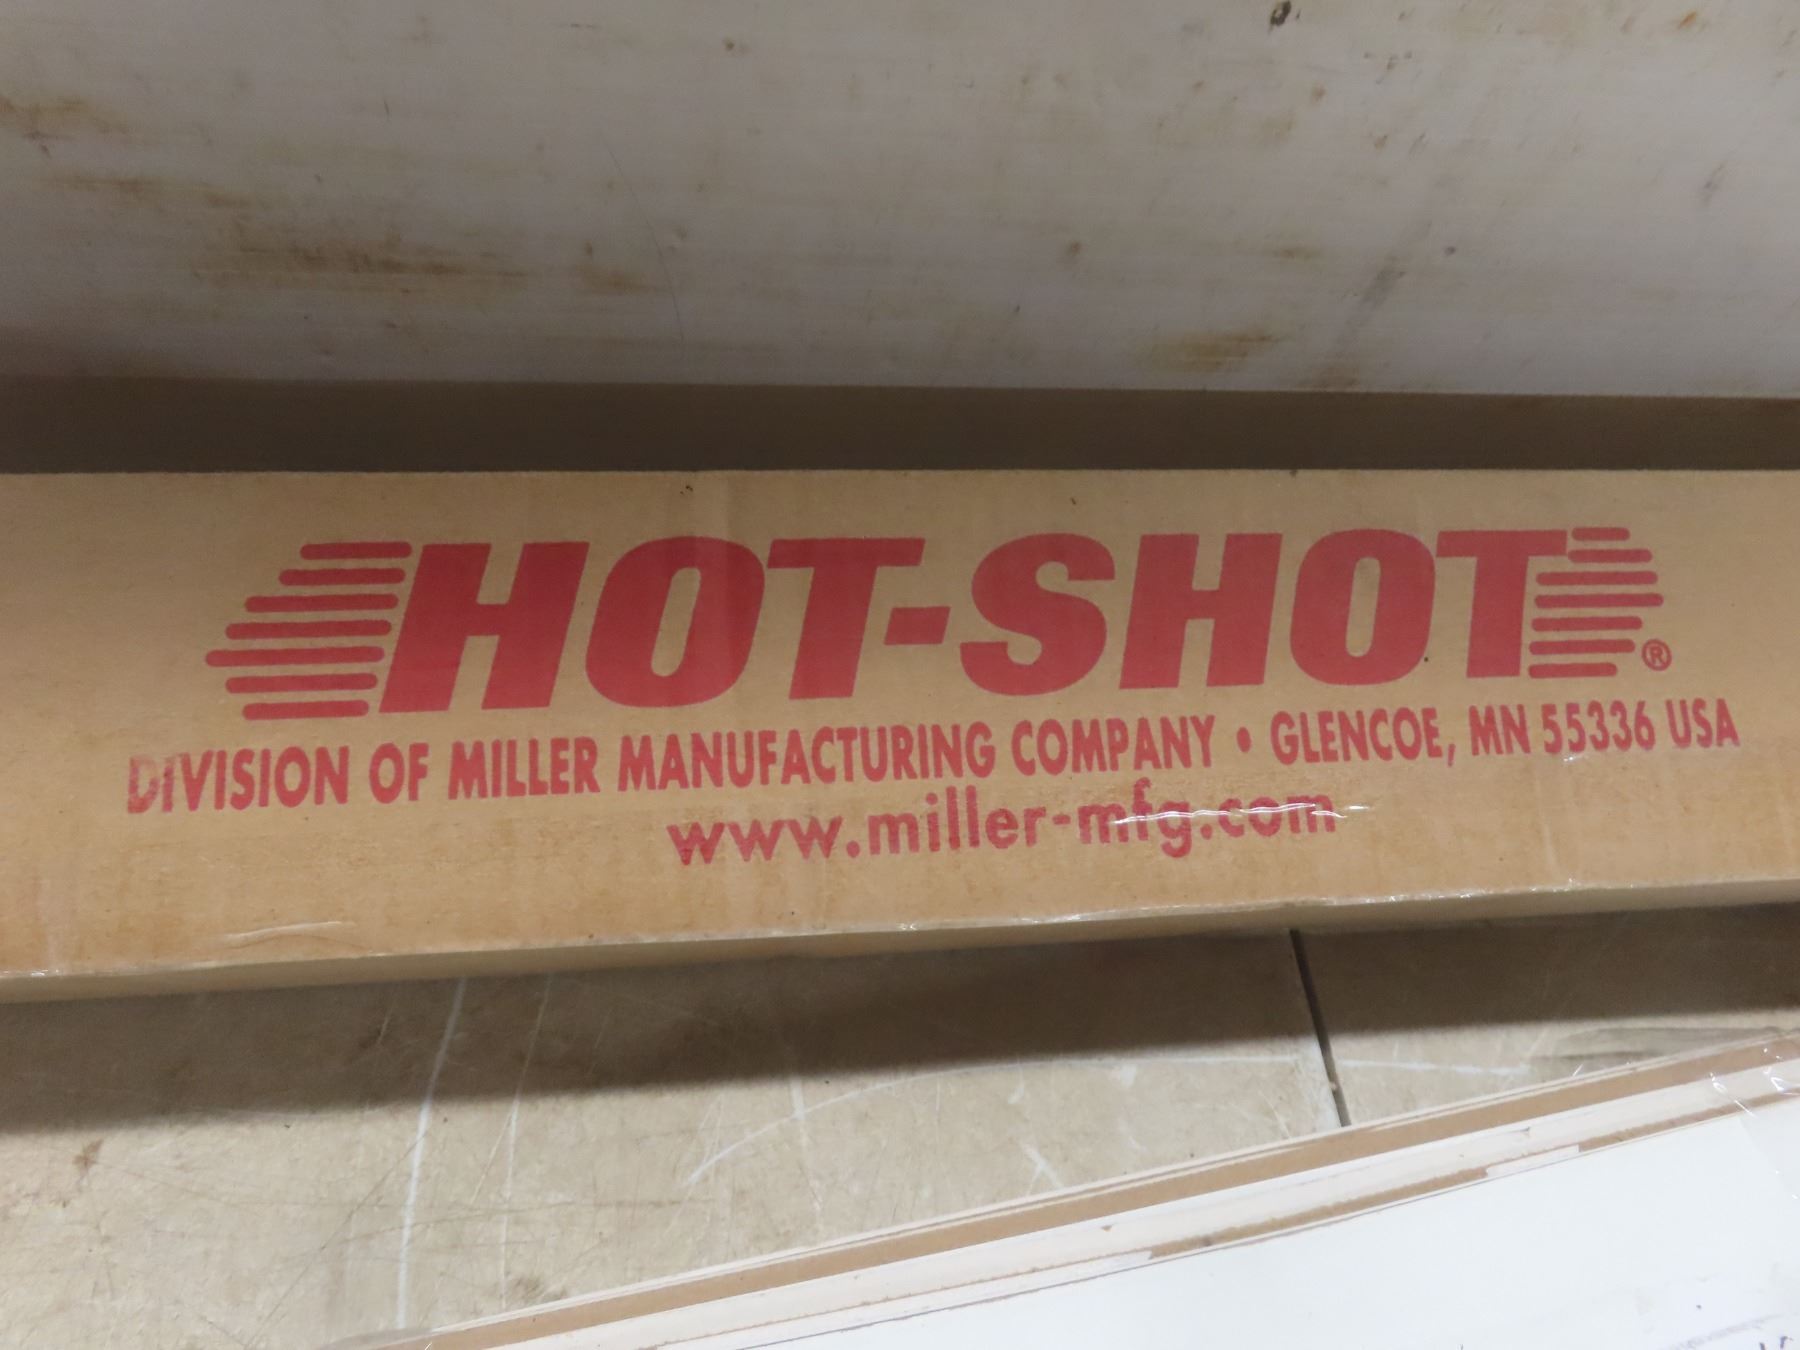 HOT-SHOT®
DIVISION OF MILLER MANUFACTURING COMPANY • GLENCOE, MN 55336 USA
www.miller-mfg.com